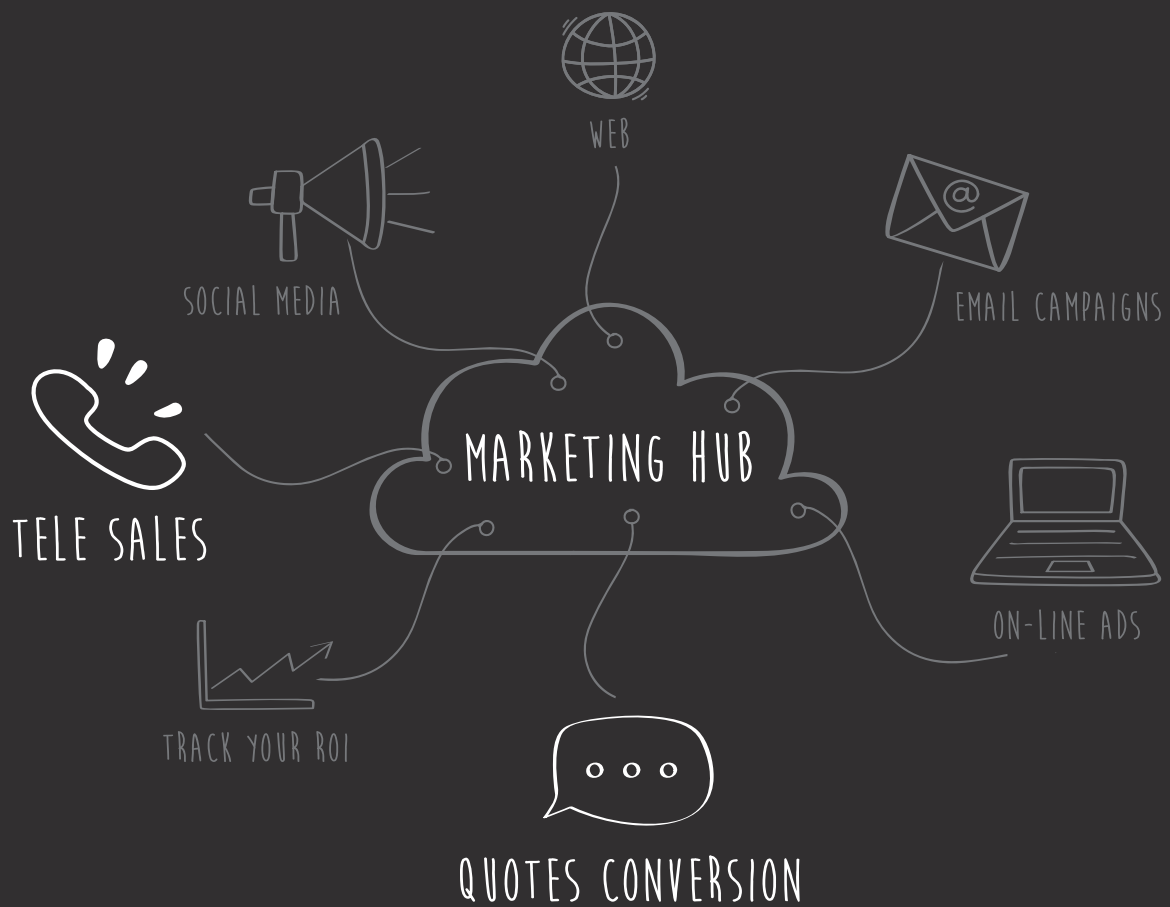 WEB
SOCIAL MEDIA
@
EMAIL CAMPAIGNS
MARKETING HUB
TELE SALES
ON-LINE ADS
TRACK YOUR ROI
QUOTES CONVERSION